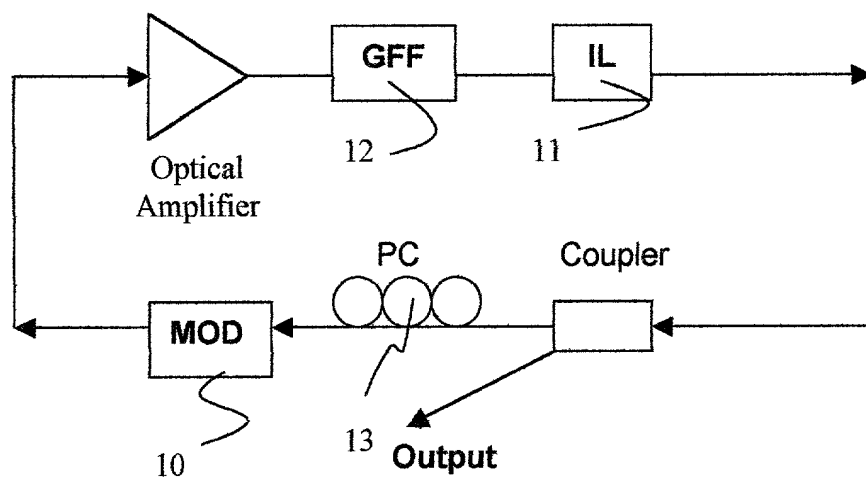 GFF
IL
12
11
Optical
Amplifier
PC
Coupler
MOD
10
13
Output